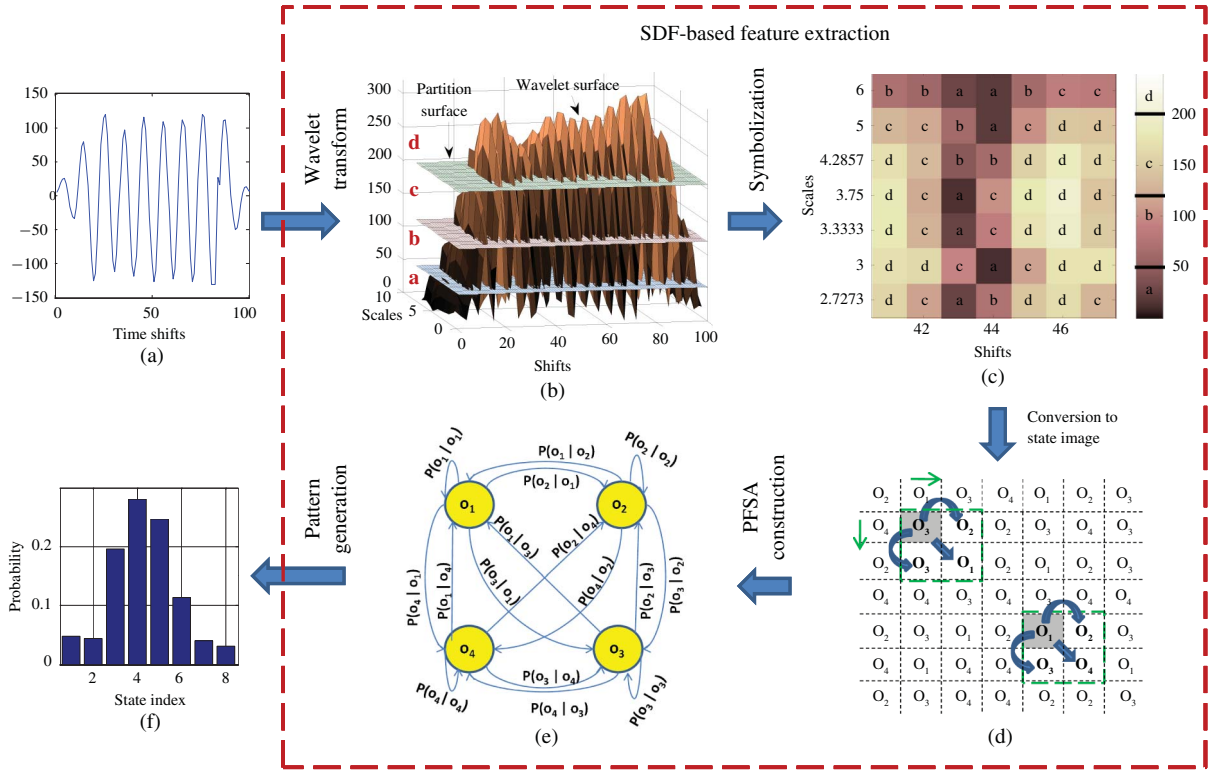 SDF-based feature extraction
150
100
50
0
−50
−100
−150
0
50
100
Time shifts
(a)
Wavelet
transform
Partition
surface
Wavelet surface
300
250
200
150
100
50
0
d
c
b
a
10
5
0
Scales
0
20
40
60
80
100
Shifts
(b)
Symbolization
Scales
6 b b a a b c c
5 c c b a c d d
4.2857 d c b b c d d
3.75 d c a c d d d
3.3333 d c a c d d d
3 d d c a c d d
2.7273 d c a b d d c
42 44 46
Shifts
d
200
c
150
120
b
100
50
a
(c)
Conversion to
state image
O2 O1 O3 O4 O1 O2 O3
O4 O3 O2 O2 O3 O2 O3
O2 O3 O1 O1 O2 O2 O3
O4 O4 O4 O3 O4 O3 O4
O2 O3 O1 O2 O1 O2 O3
O4 O1 O4 O4 O3 O4 O1
O2 O3 O2 O3 O2 O2 O3
(d)
PFSA
construction
P(o1 | o1)
P(o1 | o2)
P(o2 | o1)
P(o2 | o2)
o1
o2
P(o1 | o3)
P(o2 | o4)
P(o4 | o1)
P(o1 | o4)
P(o3 | o1)
P(o4 | o2)
P(o2 | o3)
P(o3 | o2)
o4
o3
P(o3 | o4)
P(o4 | o4)
P(o4 | o3)
P(o3 | o3)
(e)
Pattern
generation
Probability
0.2
0.1
0
2
4
6
8
State index
(f)